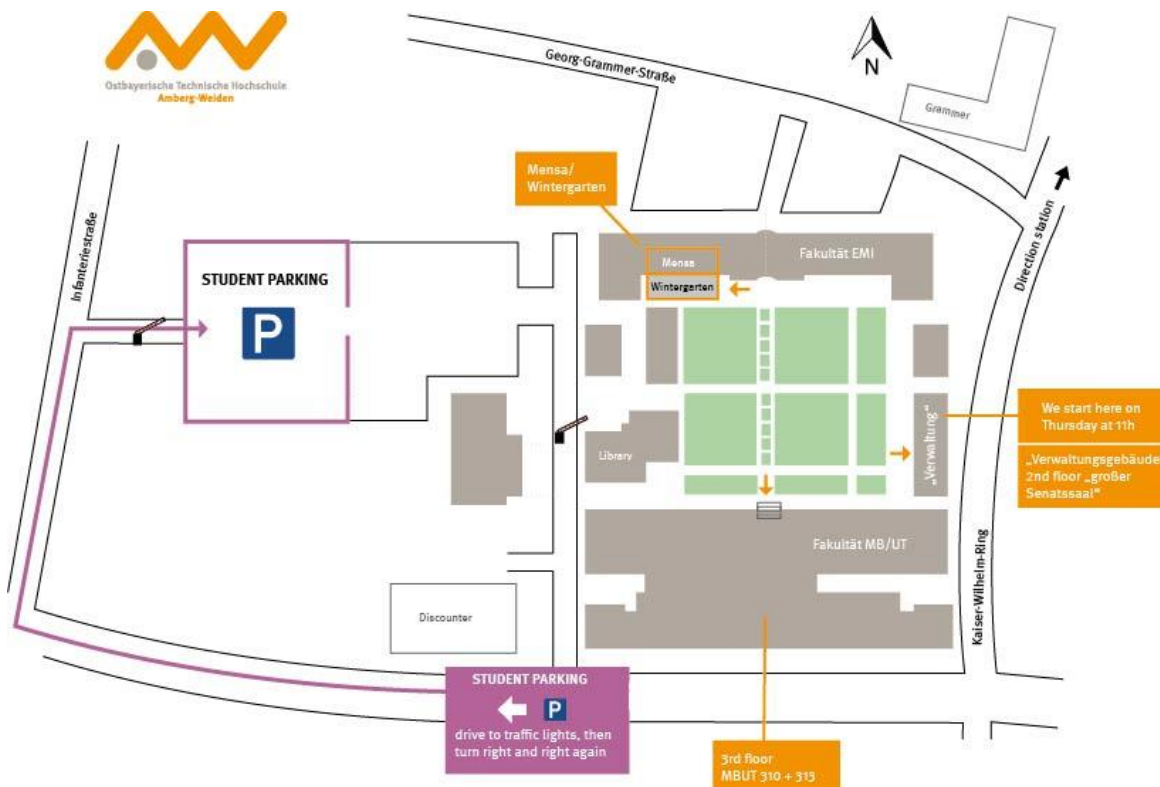 Ostbayerische Technische Hochschule
Amberg-Weiden
Georg-Grammer-Straße
N
Grammer
Direction station
Mensa/
Wintergarten
Infanteriestraße
STUDENT PARKING
P
Mensa
Wintergarten
Fakultät EMI
We start here on
Thursday at 11h
„Verwaltungsgebäude
2nd floor „großer
Senatssaal“
„Verwaltung“
Library
Fakultät MB/UT
Kaiser-Wilhelm-Ring
Discounter
STUDENT PARKING
P
drive to traffic lights, then
turn right and right again
3rd floor
MBUT 310 + 313